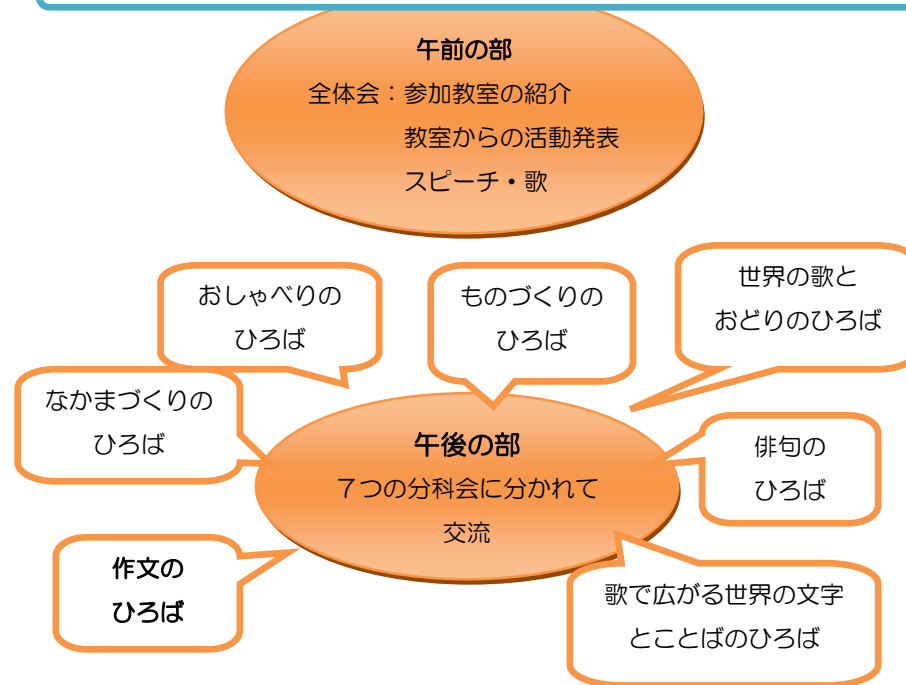 午前の部
全体会：参加教室の紹介
教室からの活動発表
スピーチ・歌
おしゃべりの
ひろば
ものづくりの
ひろば
世界の歌と
おどりのひろば
なかまづくりの
ひろば
午後の部
７つの分科会に分かれて
交流
俳句の
ひろば
作文の
ひろば
歌で広がる世界の文字
とことばのひろば